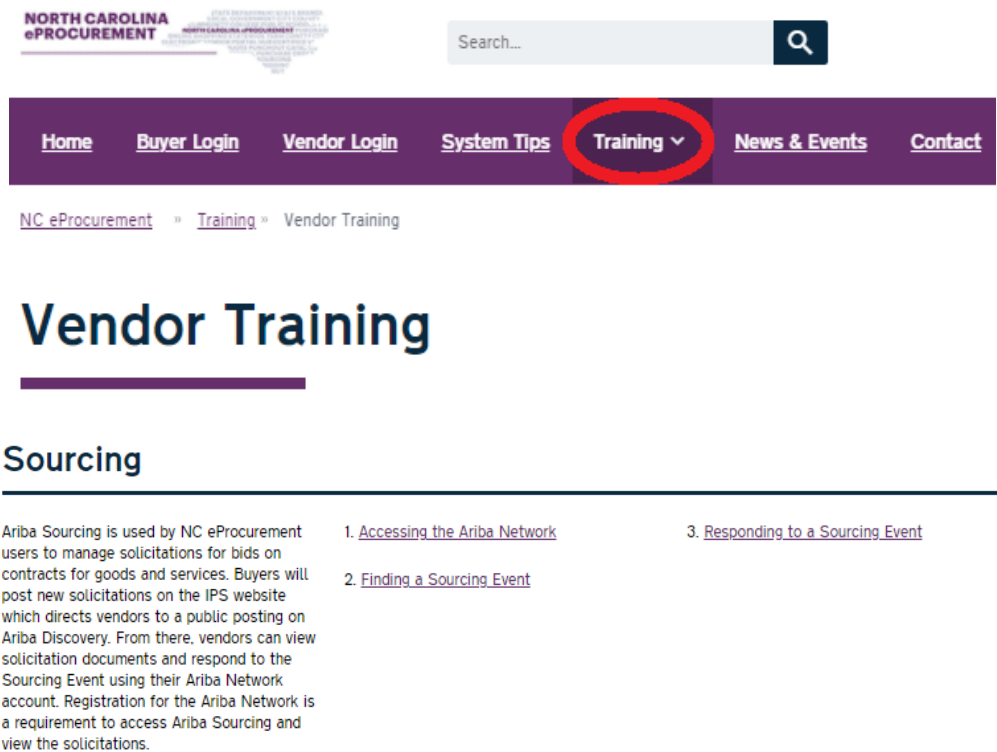 NORTH CAROLINA
ePROCUREMENT
NORTH CAROLINA ePROCUREMENT
Search...
Home Buyer Login Vendor Login System Tips Training News & Events Contact
NC eProcurement » Training » Vendor Training
Vendor Training
Sourcing
Ariba Sourcing is used by NC eProcurement
users to manage solicitations for bids on
contracts for goods and services. Buyers will
post new solicitations on the IPS website
which directs vendors to a public posting on
Ariba Discovery. From there, vendors can view
solicitation documents and respond to the
Sourcing Event using their Ariba Network
account. Registration for the Ariba Network is
a requirement to access Ariba Sourcing and
view the solicitations.
1. Accessing the Ariba Network
2. Finding a Sourcing Event
3. Responding to a Sourcing Event